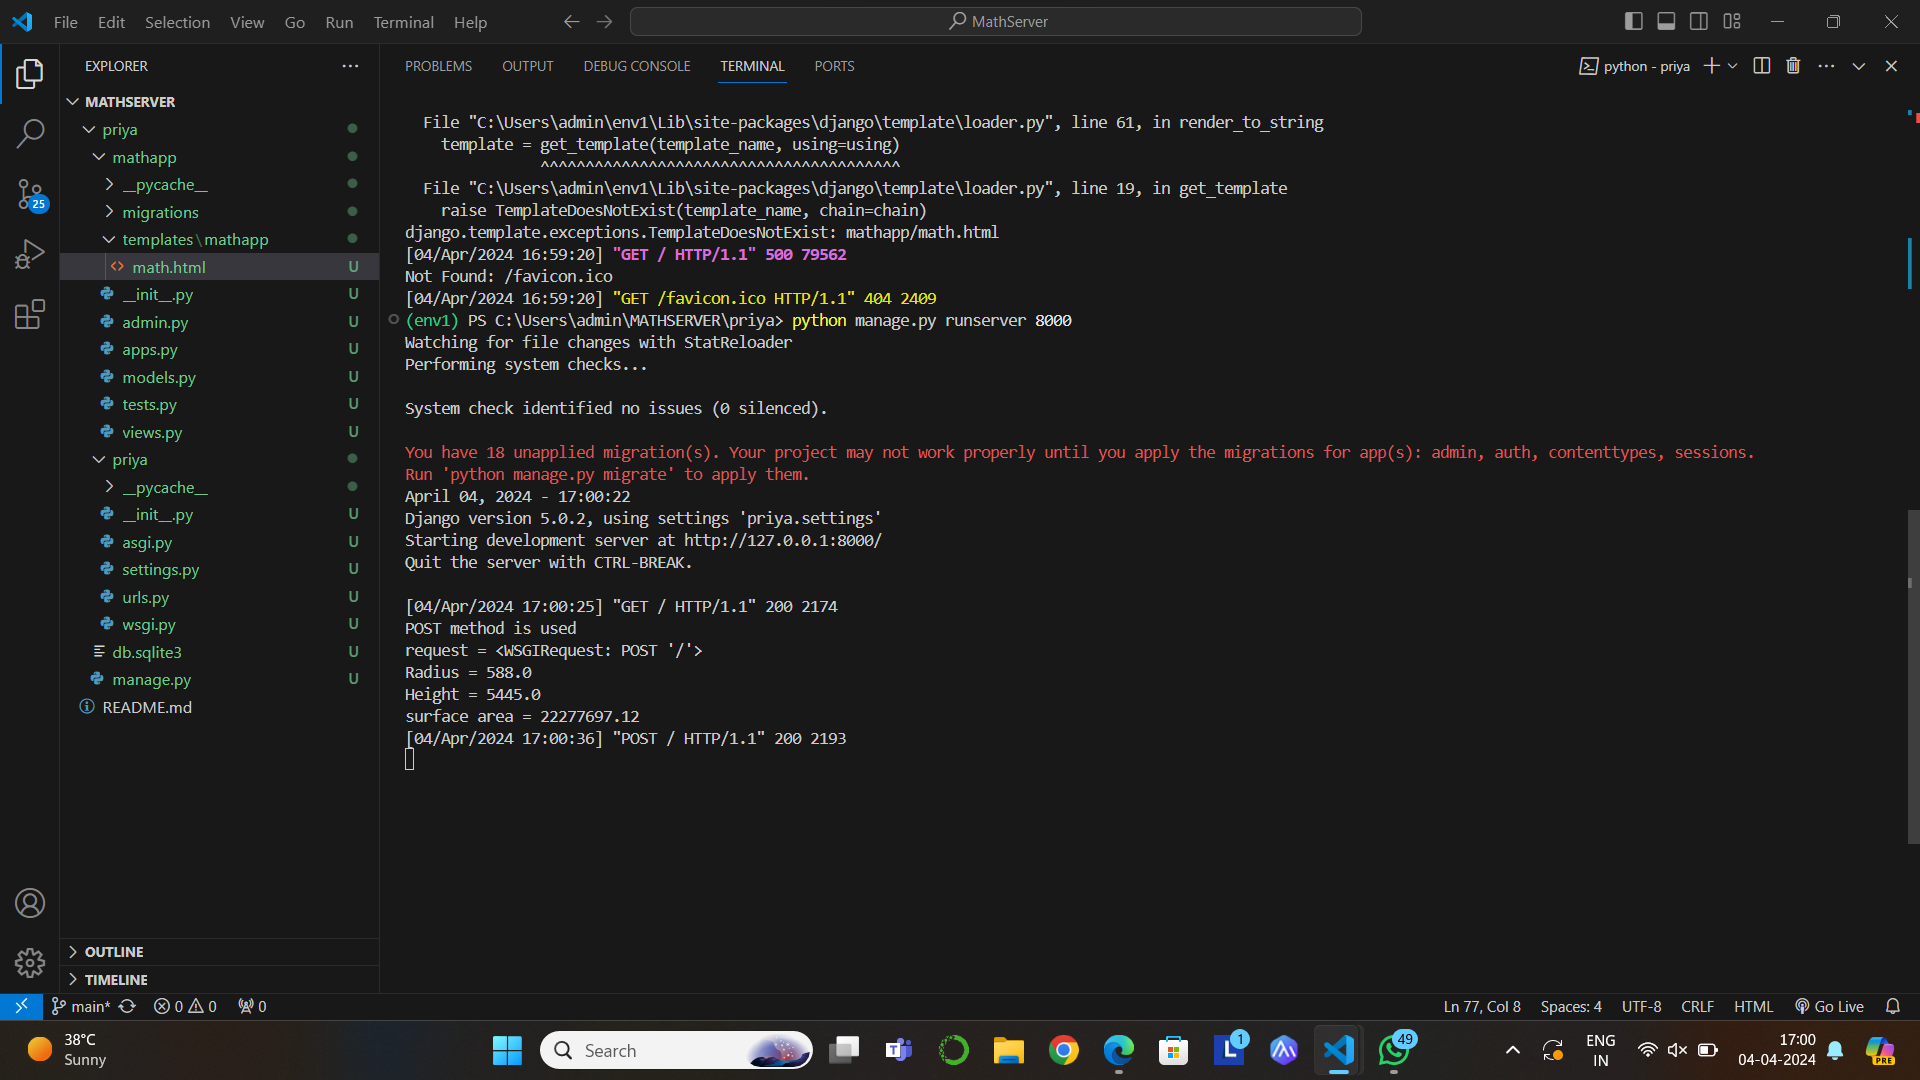 File Edit Selection View Go Run Terminal Help
MathServer
EXPLORER
MATHSERVER
priya
mathapp
__pycache__
migrations
templates\mathapp
math.html U
__init__.py U
admin.py U
apps.py U
models.py U
tests.py U
views.py U
priya
__pycache__
__init__.py U
asgi.py U
settings.py U
urls.py U
wsgi.py U
db.sqlite3 U
manage.py U
README.md
OUTLINE
TIMELINE
25
PROBLEMS OUTPUT DEBUG CONSOLE TERMINAL PORTS
python - priya
File "C:\Users\admin\env1\Lib\site-packages\django\template\loader.py", line 61, in render_to_string
template = get_template(template_name, using=using)
^^^^^^^^^^^^^^^^^^^^^^^^^^^^^^^^^^^^^^^^
File "C:\Users\admin\env1\Lib\site-packages\django\template\loader.py", line 19, in get_template
raise TemplateDoesNotExist(template_name, chain=chain)
django.template.exceptions.TemplateDoesNotExist: mathapp/math.html
[04/Apr/2024 16:59:20] "GET / HTTP/1.1" 500 79562
Not Found: /favicon.ico
[04/Apr/2024 16:59:20] "GET /favicon.ico HTTP/1.1" 404 2409
(env1) PS C:\Users\admin\MATHSERVER\priya> python manage.py runserver 8000
Watching for file changes with StatReloader
Performing system checks...
System check identified no issues (0 silenced).
You have 18 unapplied migration(s). Your project may not work properly until you apply the migrations for app(s): admin, auth, contenttypes, sessions.
Run 'python manage.py migrate' to apply them.
April 04, 2024 - 17:00:22
Django version 5.0.2, using settings 'priya.settings'
Starting development server at http://127.0.0.1:8000/
Quit the server with CTRL-BREAK.
[04/Apr/2024 17:00:25] "GET / HTTP/1.1" 200 2174
POST method is used
request = <WSGIRequest: POST '/'>
Radius = 588.0
Height = 5445.0
surface area = 22277697.12
[04/Apr/2024 17:00:36] "POST / HTTP/1.1" 200 2193
main* 0 0 0
Ln 77, Col 8 Spaces: 4 UTF-8 CRLF HTML Go Live
38°C
Sunny
Search
1
49
ENG
IN
17:00
04-04-2024
PRE